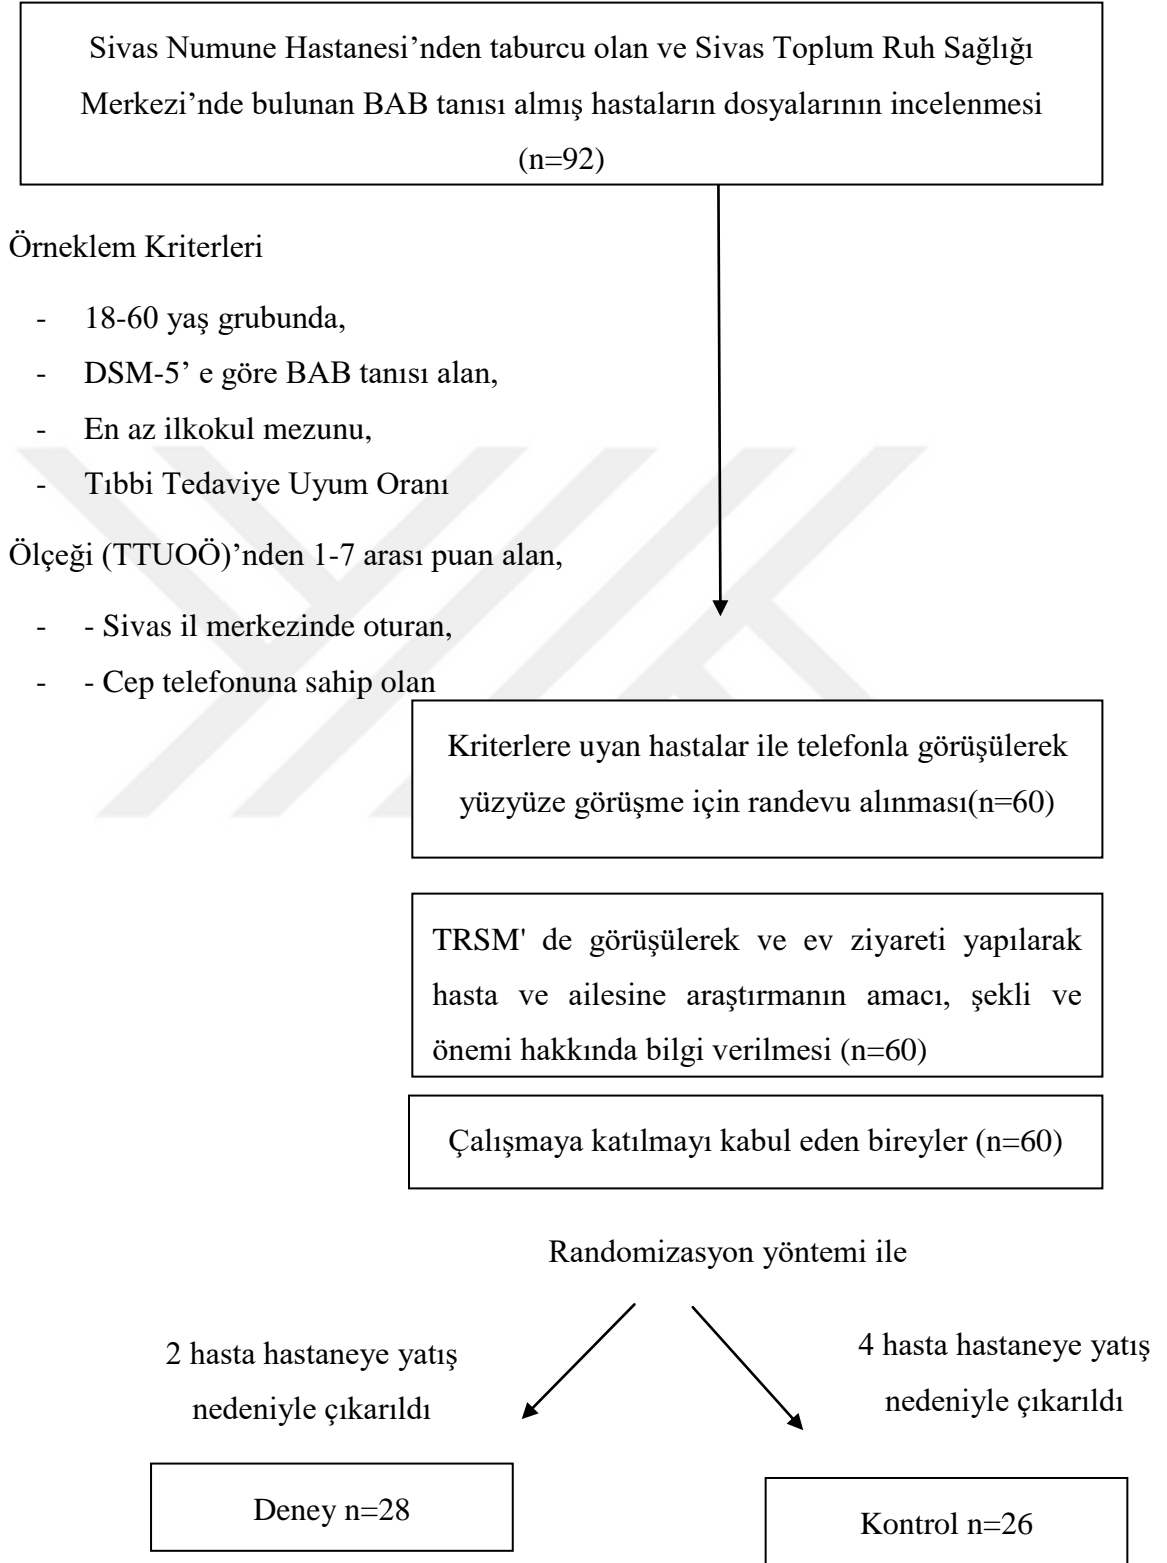 Sivas Numune Hastanesi’nden taburcu olan ve Sivas Toplum Ruh Sağlığı
Merkezi’nde bulunan BAB tanısı almış hastaların dosyalarının incelenmesi
(n=92)
Örneklem Kriterleri
- 18-60 yaş grubunda,
- DSM-5’ e göre BAB tanısı alan,
- En az ilkokul mezunu,
- Tıbbi Tedaviye Uyum Oranı
Ölçeği (TTUOÖ)’nden 1-7 arası puan alan,
- - Sivas il merkezinde oturan,
- - Cep telefonuna sahip olan
Kriterlere uyan hastalar ile telefonla görüşülerek
yüzyüze görüşme için randevu alınması(n=60)
TRSM' de görüşülerek ve ev ziyareti yapılarak
hasta ve ailesine araştırmanın amacı, şekli ve
önemi hakkında bilgi verilmesi (n=60)
Çalışmaya katılmayı kabul eden bireyler (n=60)
Randomizasyon yöntemi ile
2 hasta hastaneye yatış
nedeniyle çıkarıldı
4 hasta hastaneye yatış
nedeniyle çıkarıldı
Deney n=28
Kontrol n=26